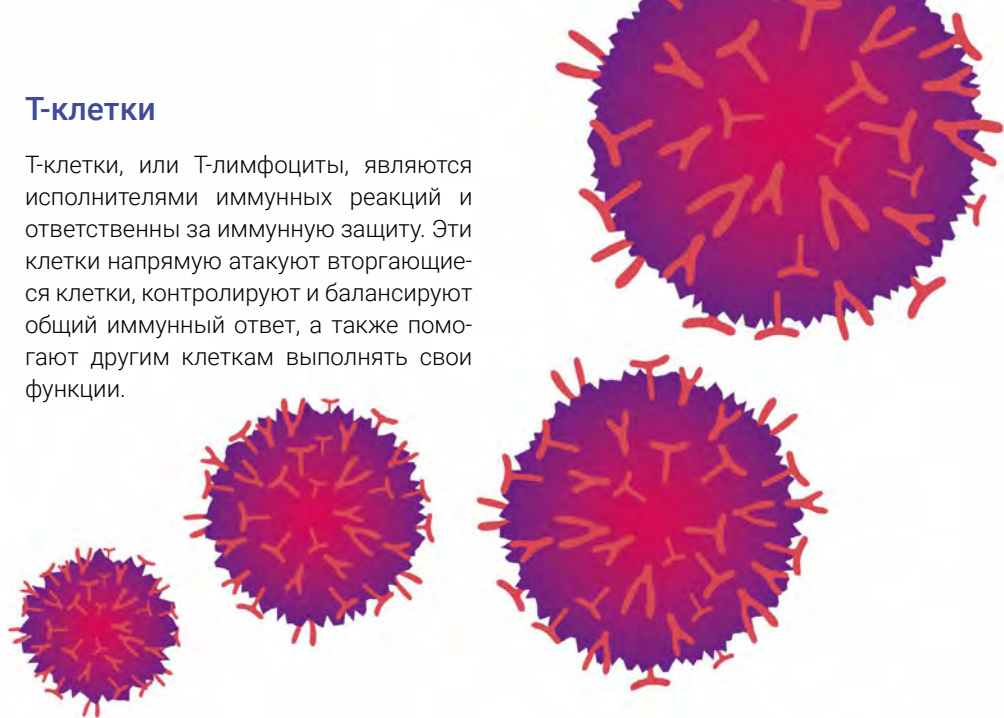 Т-клетки
Т-клетки, или Т-лимфоциты, являются
исполнителями иммунных реакций и
ответственны за иммунную защиту. Эти
клетки напрямую атакуют вторгающие-
ся клетки, контролируют и балансируют
общий иммунный ответ, а также помо-
гают другим клеткам выполнять свои
функции.